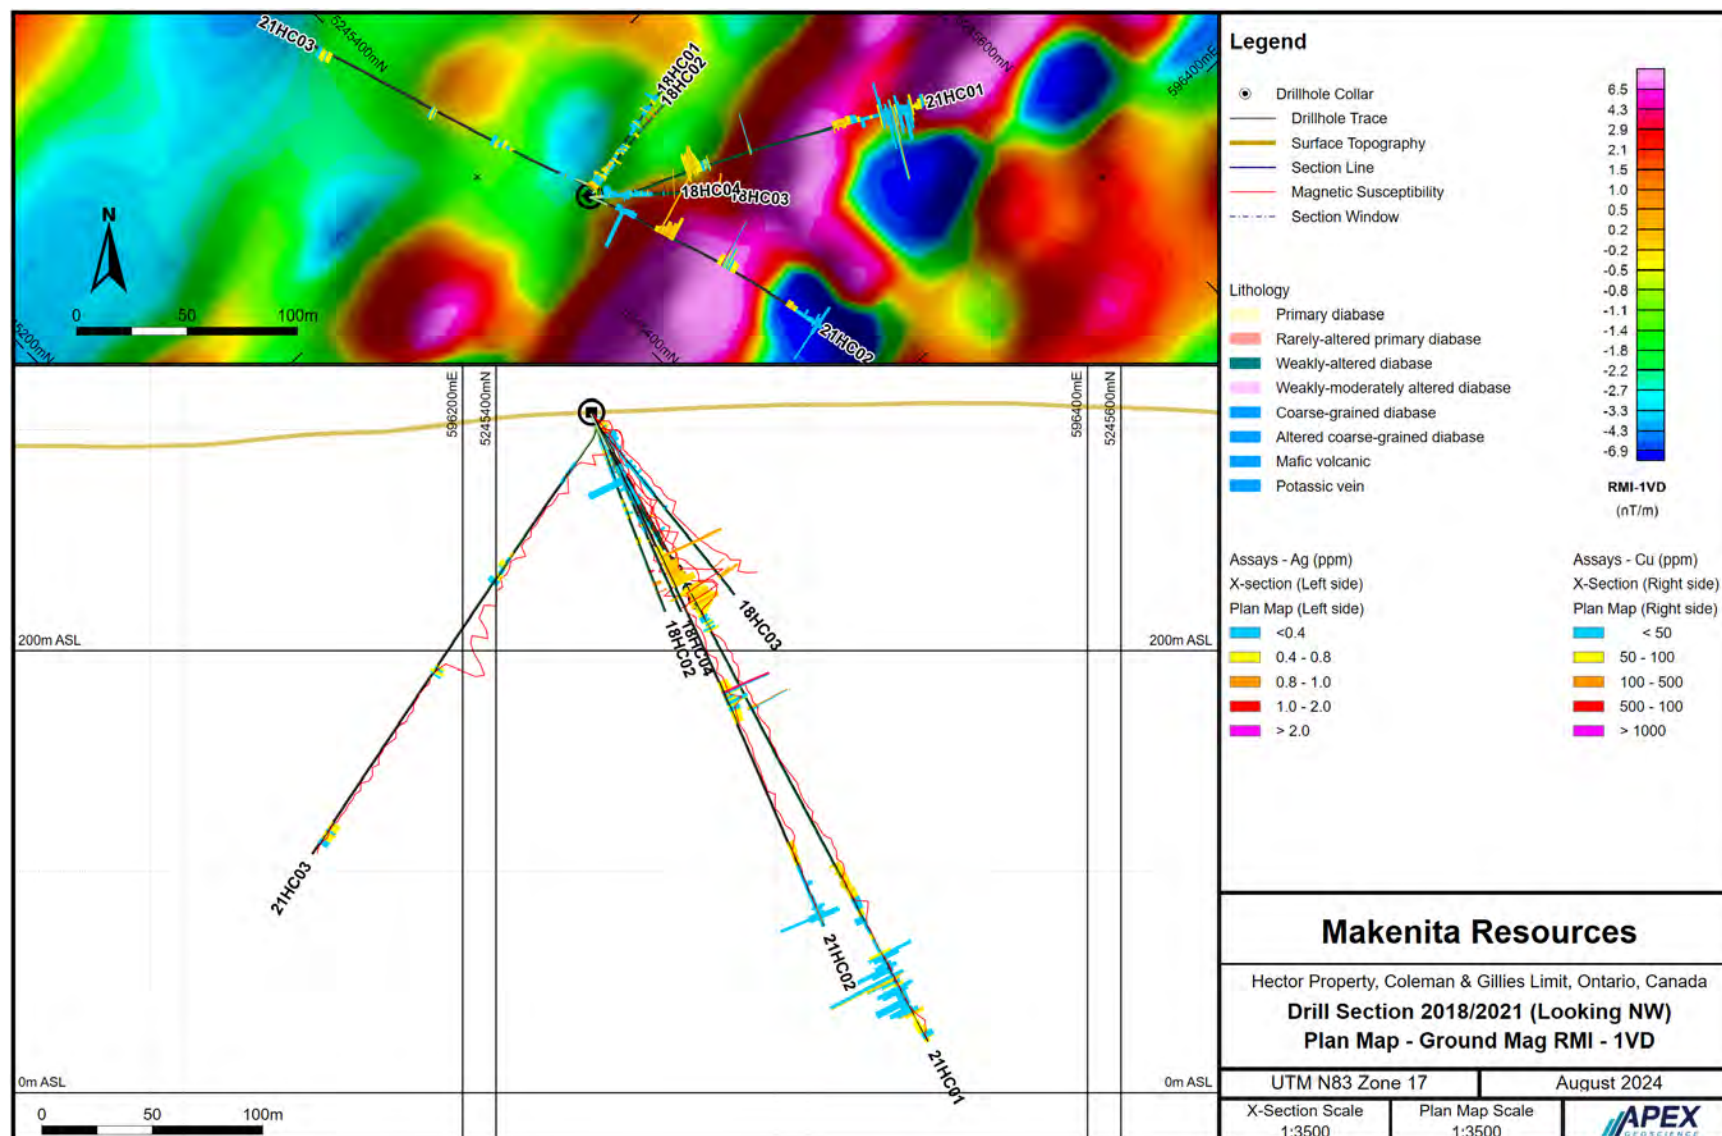 21HC03
5245400mN
18HC01
18HC02
5245600mN
596400mE
21HC01
18HC04
18HC03
N
0 50 100m
21HC02
596200mE
5245400mN
596400mE
5245600mN
18HC03
18HC04
18HC02
200m ASL
200m ASL
21HC03
21HC02
21HC01
0m ASL
0m ASL
0 50 100m
Legend
Drillhole Collar
Drillhole Trace
Surface Topography
Section Line
Magnetic Susceptibility
Section Window
Lithology
Primary diabase
Rarely-altered primary diabase
Weakly-altered diabase
Weakly-moderately altered diabase
Coarse-grained diabase
Altered coarse-grained diabase
Mafic volcanic
Potassic vein
6.5
4.3
2.9
2.1
1.5
1.0
0.5
0.2
-0.2
-0.5
-0.8
-1.1
-1.4
-1.8
-2.2
-2.7
-3.3
-4.3
-6.9
RMI-1VD
(nT/m)
Assays - Ag (ppm)
X-section (Left side)
Plan Map (Left side)
<0.4
0.4 - 0.8
0.8 - 1.0
1.0 - 2.0
> 2.0
Assays - Cu (ppm)
X-Section (Right side)
Plan Map (Right side)
< 50
50 - 100
100 - 500
500 - 100
> 1000
Makenita Resources
Hector Property, Coleman & Gillies Limit, Ontario, Canada
Drill Section 2018/2021 (Looking NW)
Plan Map - Ground Mag RMI - 1VD
UTM N83 Zone 17
August 2024
X-Section Scale
1:3500
Plan Map Scale
1:3500
APEX
GEOSCIENCE